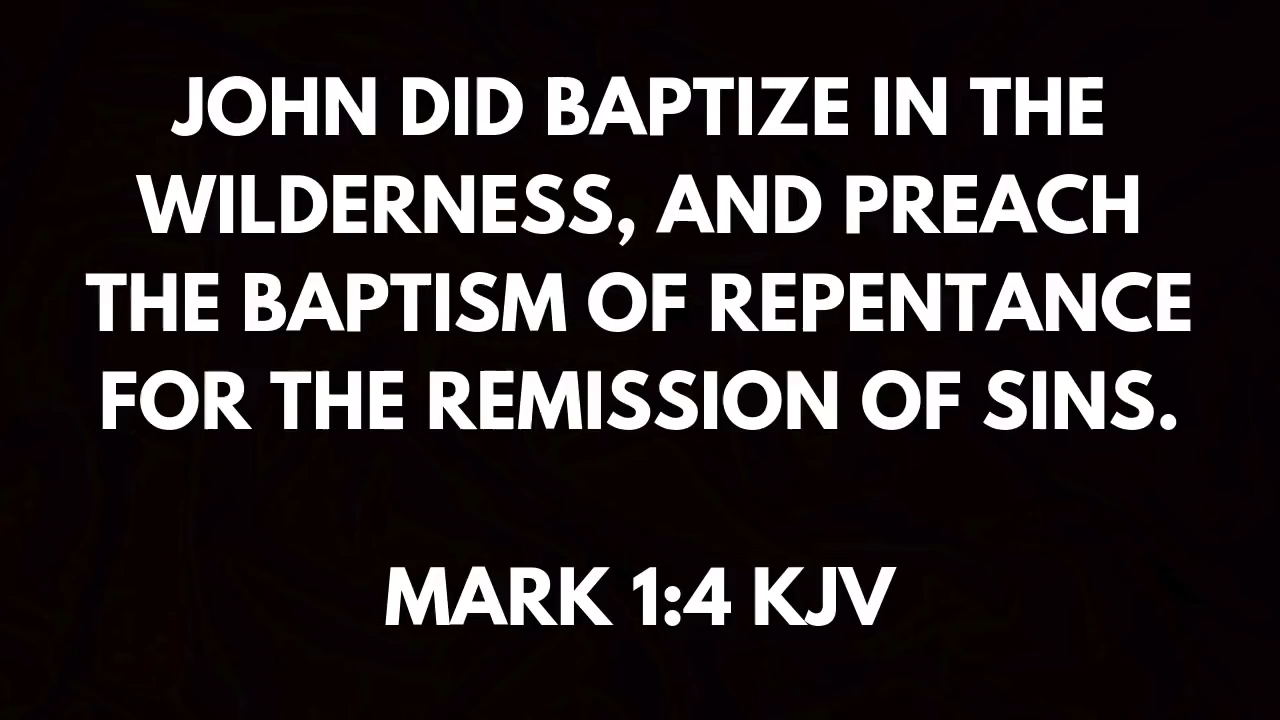 JOHN DID BAPTIZE IN THE
WILDERNESS, AND PREACH
THE BAPTISM OF REPENTANCE
FOR THE REMISSION OF SINS.
MARK 1:4 KJV